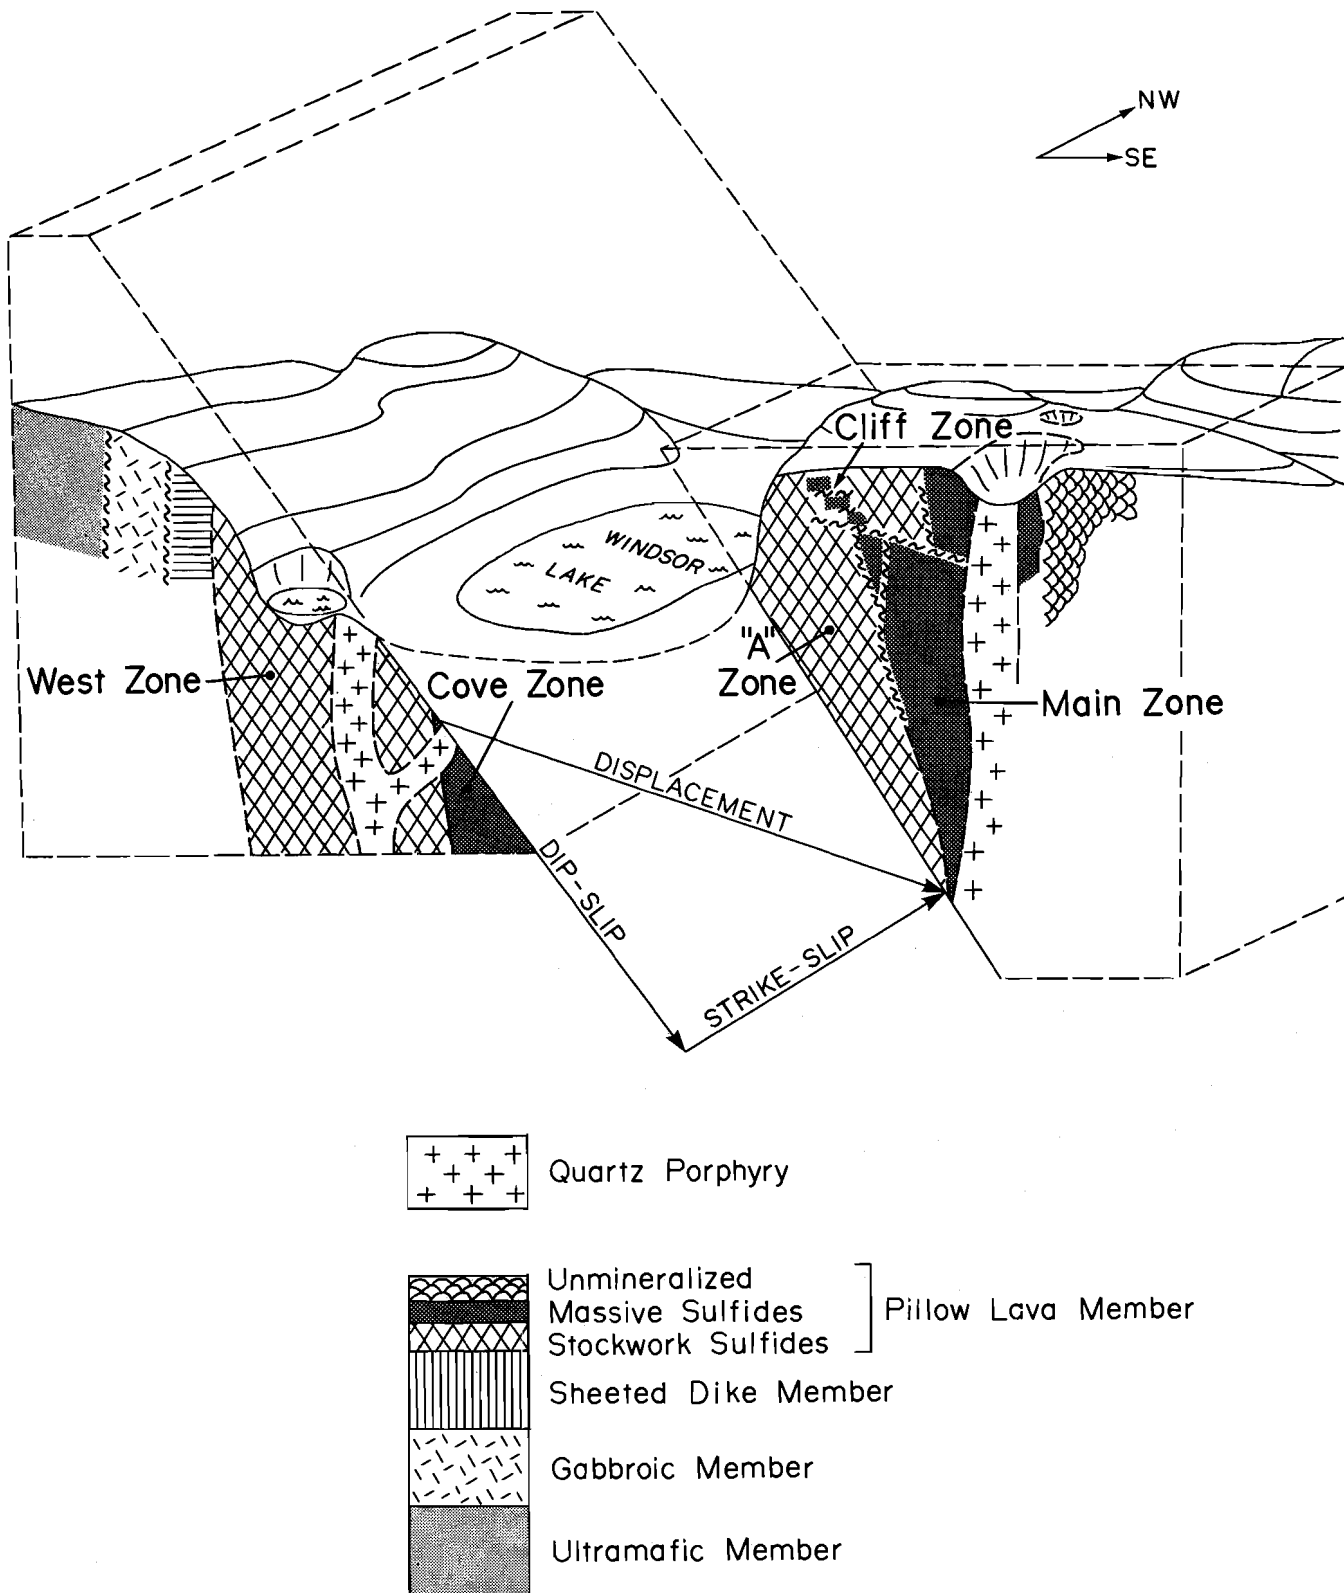 NW
SE
Cliff Zone
WINDSOR
LAKE
"A"
Zone
West Zone
Cove Zone
Main Zone
DISPLACEMENT
DIP-SLIP
STRIKE-SLIP
Quartz Porphyry
Unmineralized
Massive Sulfides
Pillow Lava Member
Stockwork Sulfides
Sheeted Dike Member
Gabbroic Member
Ultramafic Member